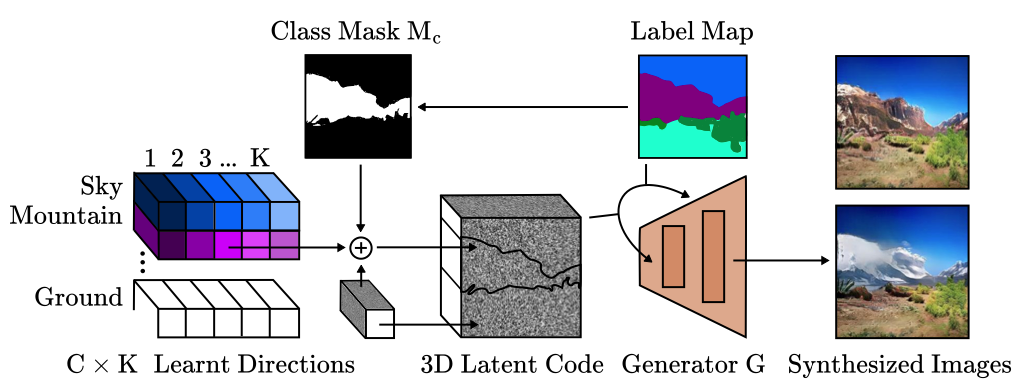 Class Mask M_c
Label Map
1 2 3 ... K
Sky
Mountain
⋮
Ground
+
C × K Learnt Directions
3D Latent Code
Generator G
Synthesized Images